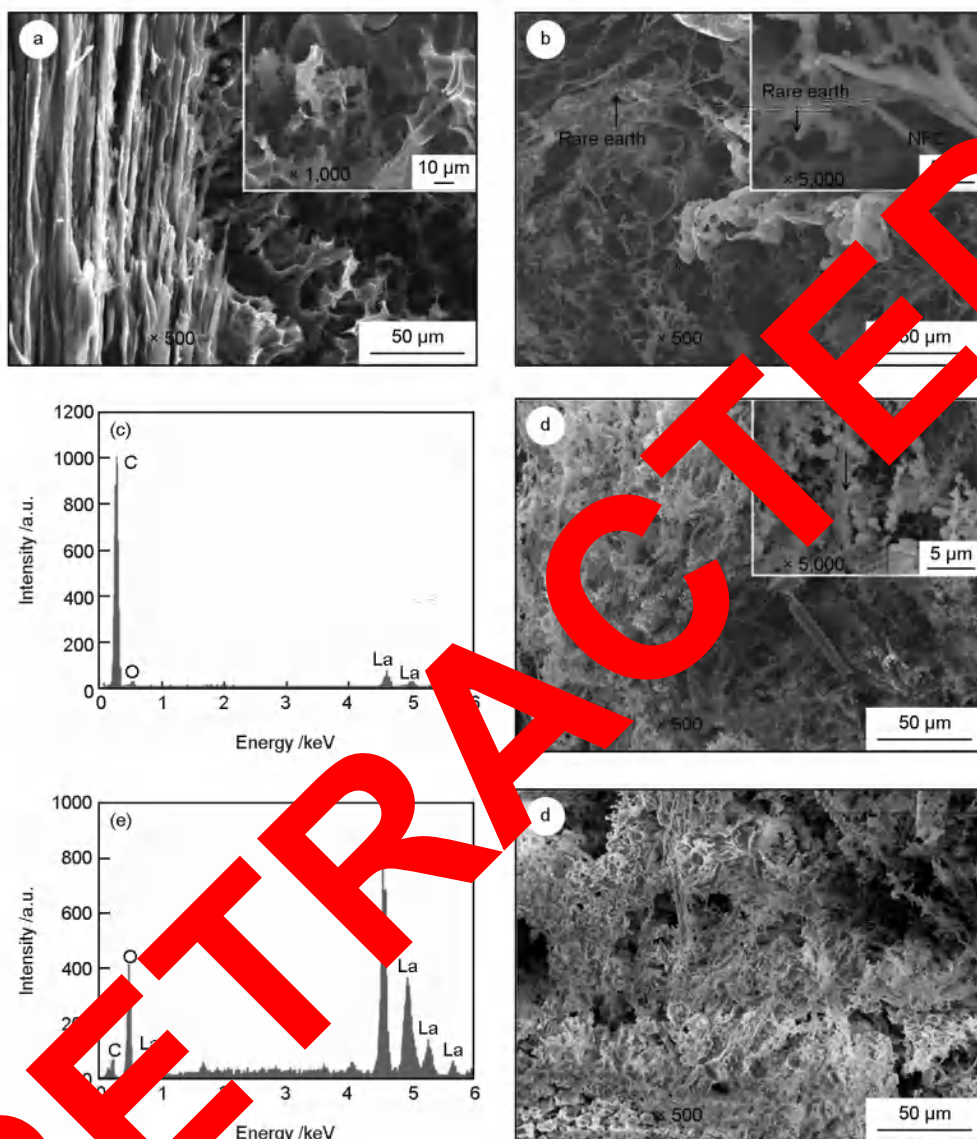 a
× 1,000
10 µm
× 500
50 µm
b
Rare earth
Rare earth
× 5,000
× 500
(c)
1200
1000
800
600
400
200
0
Intensity /a.u.
C
O
La
La
0 1 2 3 4 5 6
Energy /keV
d
× 5,000
5 µm
× 500
50 µm
(e)
1000
800
600
400
0
Intensity /a.u.
C
O
La
La
La
0 1 2 3 4 5 6
Energy /keV
d
× 500
50 µm
RETRACTED